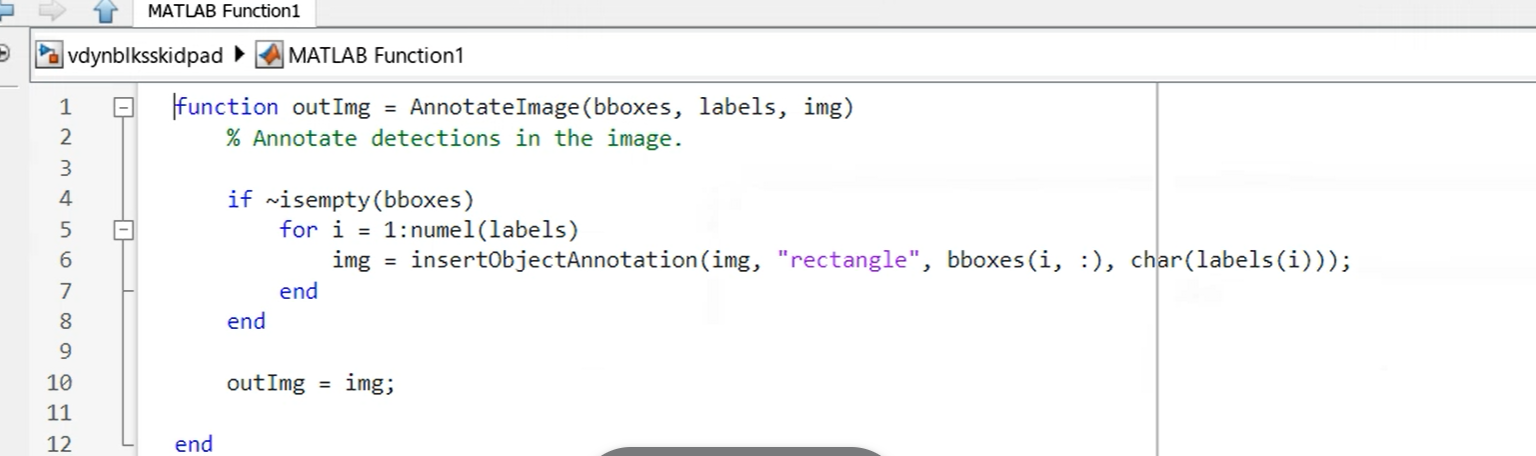 MATLAB Function1
vdynblksskidpad MATLAB Function1
1 function outImg = AnnotateImage(bboxes, labels, img)
2 % Annotate detections in the image.
3
4 if ~isempty(bboxes)
5 for i = 1:numel(labels)
6 img = insertObjectAnnotation(img, "rectangle", bboxes(i, :), char(labels(i)));
7 end
8 end
9
10 outImg = img;
11
12 end